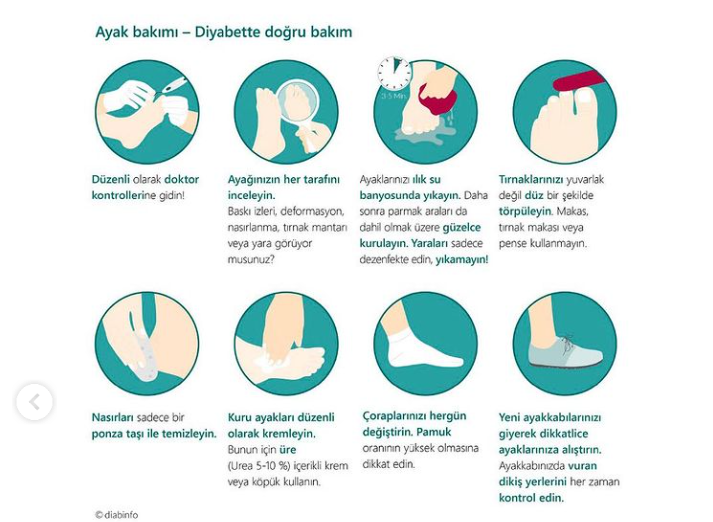 Ayak bakımı – Diyabette doğru bakım
Düzenli olarak doktor
kontrollerine gidin!
Ayağınızın her tarafını
inceleyin.
Baskı izleri, deformasyon,
nasırlanma, tırnak mantarı
veya yara görüyor
musunuz?
3-5 Min
Ayaklarınızı ılık su
banyosunda yıkayın. Daha
sonra parmak araları da
dahil olmak üzere güzelce
kurulayın. Yaraları sadece
dezenfekte edin, yıkamayın!
Tırnaklarınızı yuvarlak
değil düz bir şekilde
törpüleyin. Makas,
tırnak makası veya
pense kullanmayın.
Nasırları sadece bir
ponza taşı ile temizleyin.
Kuru ayakları düzenli
olarak kremleyin.
Bunun için üre
(Urea 5-10 %) içerikli krem
veya köpük kullanın.
Çoraplarınızı hergün
değiştirin. Pamuk
oranının yüksek olmasına
dikkat edin.
Yeni ayakkabılarınızı
giyerek dikkatlice
ayaklarınıza alıştırın.
Ayakkabınızda vuran
dikiş yerlerini her zaman
kontrol edin.
© diabinfo